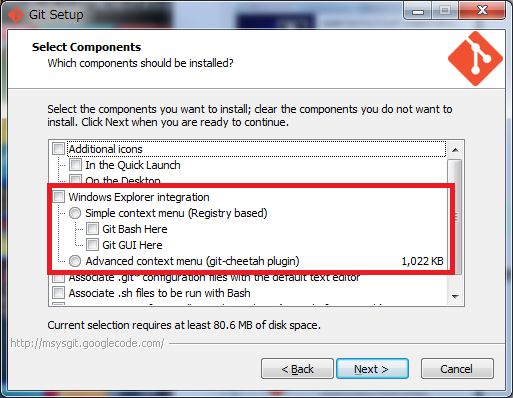 Git Setup
Select Components
Which components should be installed?
Select the components you want to install; clear the components you do not want to
install. Click Next when you are ready to continue.
Additional icons
In the Quick Launch
On the Desktop
Windows Explorer integration
Simple context menu (Registry based)
Git Bash Here
Git GUI Here
Advanced context menu (git-cheetah plugin) 1,022 KB
Associate .git* configuration files with the default text editor
Associate .sh files to be run with Bash
Current selection requires at least 80.6 MB of disk space.
http://msysgit.googlecode.com/
< Back Next > Cancel